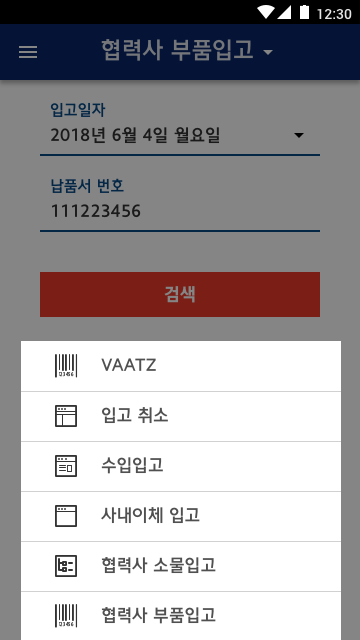 12:30
협력사 부품입고
입고일자
2018년 6월 4일 월요일
납품서 번호
111223456
검색
VAATZ
입고 취소
수입입고
사내이체 입고
협력사 소물입고
협력사 부품입고